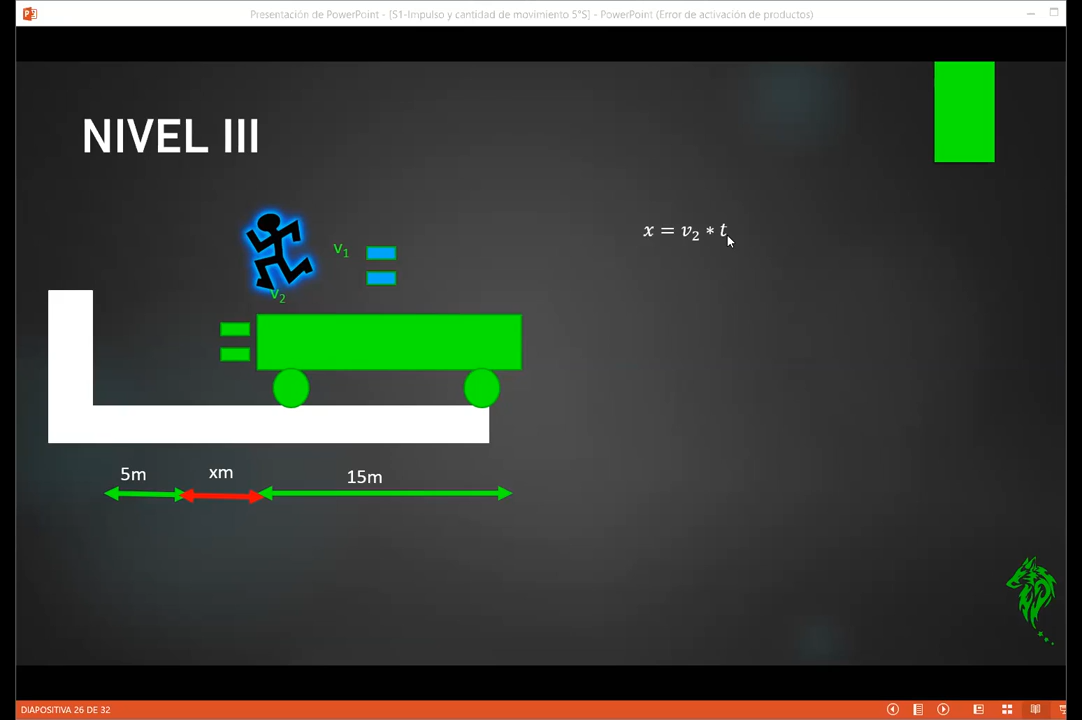 Presentación de PowerPoint - [S1-Impulso y cantidad de movimiento 5°S] - PowerPoint (Error de activación de productos)
NIVEL III
v₁
x = v₂ * t
v₂
5m
xm
15m
DIAPOSITIVA 26 DE 32